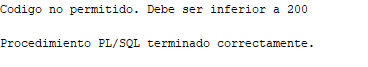 Codigo no permitido. Debe ser inferior a 200
Procedimiento PL/SQL terminado correctamente.